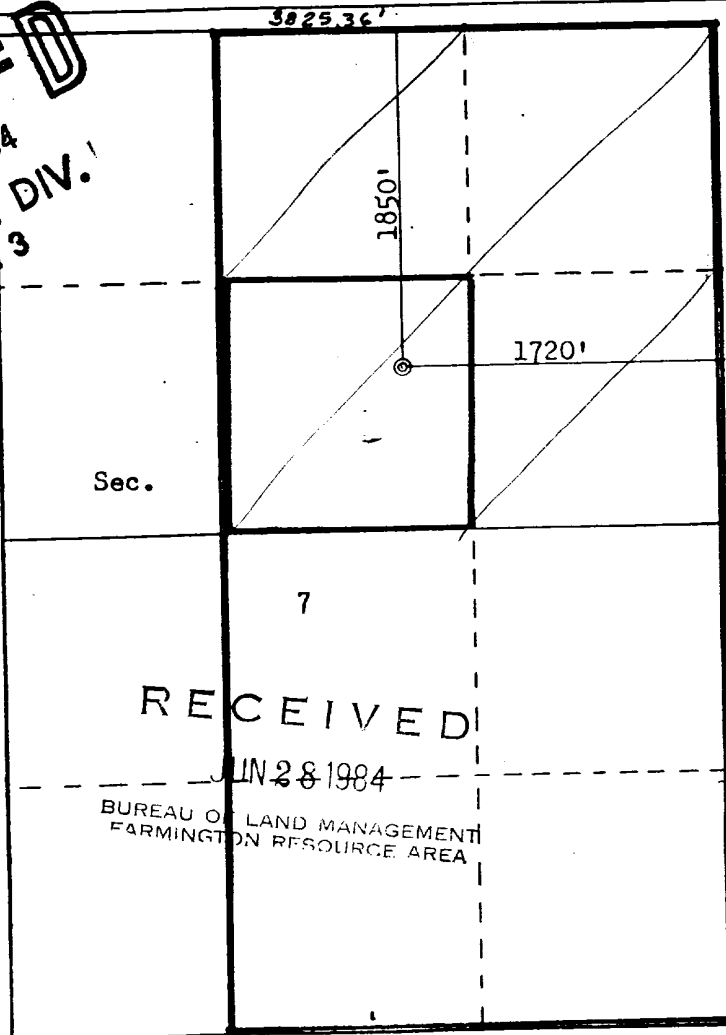 3825.36'
D
4
DIV.
3
1850'
1720'
Sec.
7
RECEIVED
JUN 28 1984
BUREAU OF LAND MANAGEMENT
FARMINGTON RESOURCE AREA